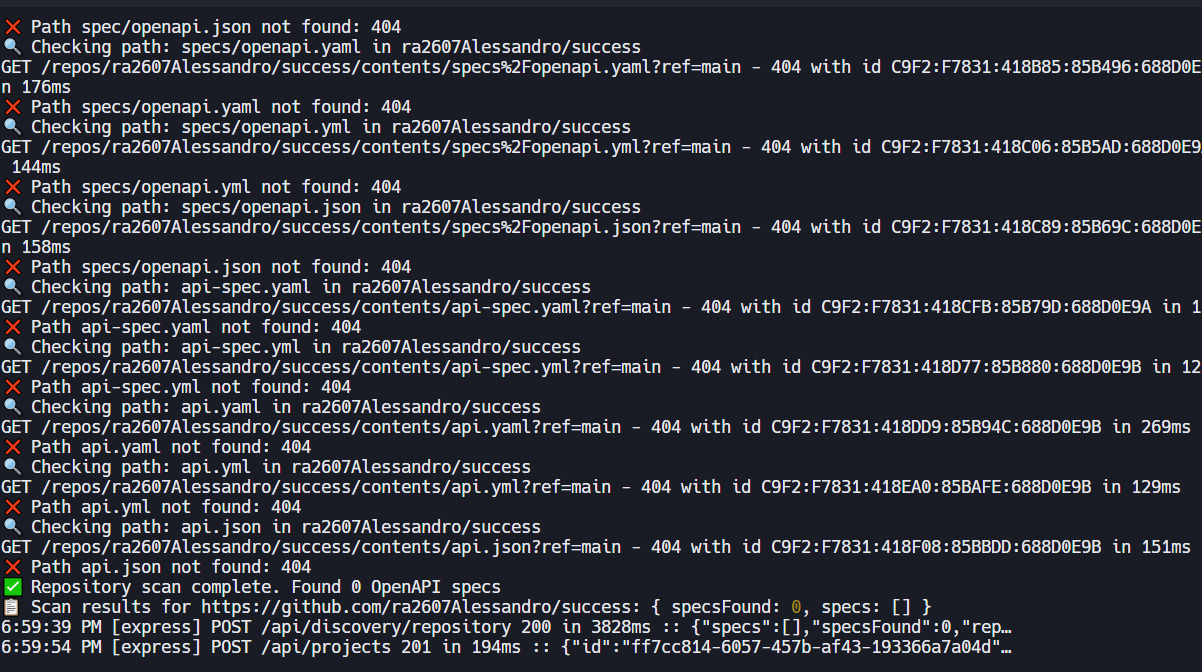 ❌ Path spec/openapi.json not found: 404
🔍 Checking path: specs/openapi.yaml in ra2607Alessandro/success
GET /repos/ra2607Alessandro/success/contents/specs%2Fopenapi.yaml?ref=main - 404 with id C9F2:F7831:418B85:85B496:688D0E
n 176ms
❌ Path specs/openapi.yaml not found: 404
🔍 Checking path: specs/openapi.yml in ra2607Alessandro/success
GET /repos/ra2607Alessandro/success/contents/specs%2Fopenapi.yml?ref=main - 404 with id C9F2:F7831:418C06:85B5AD:688D0E9
144ms
❌ Path specs/openapi.yml not found: 404
🔍 Checking path: specs/openapi.json in ra2607Alessandro/success
GET /repos/ra2607Alessandro/success/contents/specs%2Fopenapi.json?ref=main - 404 with id C9F2:F7831:418C89:85B69C:688D0E
n 158ms
❌ Path specs/openapi.json not found: 404
🔍 Checking path: api-spec.yaml in ra2607Alessandro/success
GET /repos/ra2607Alessandro/success/contents/api-spec.yaml?ref=main - 404 with id C9F2:F7831:418CFB:85B79D:688D0E9A in 1
❌ Path api-spec.yaml not found: 404
🔍 Checking path: api-spec.yml in ra2607Alessandro/success
GET /repos/ra2607Alessandro/success/contents/api-spec.yml?ref=main - 404 with id C9F2:F7831:418D77:85B880:688D0E9B in 12
❌ Path api-spec.yml not found: 404
🔍 Checking path: api.yaml in ra2607Alessandro/success
GET /repos/ra2607Alessandro/success/contents/api.yaml?ref=main - 404 with id C9F2:F7831:418DD9:85B94C:688D0E9B in 269ms
❌ Path api.yaml not found: 404
🔍 Checking path: api.yml in ra2607Alessandro/success
GET /repos/ra2607Alessandro/success/contents/api.yml?ref=main - 404 with id C9F2:F7831:418EA0:85BAFE:688D0E9B in 129ms
❌ Path api.yml not found: 404
🔍 Checking path: api.json in ra2607Alessandro/success
GET /repos/ra2607Alessandro/success/contents/api.json?ref=main - 404 with id C9F2:F7831:418F08:85BBDD:688D0E9B in 151ms
❌ Path api.json not found: 404
✅ Repository scan complete. Found 0 OpenAPI specs
📋 Scan results for https://github.com/ra2607Alessandro/success: { specsFound: 0, specs: [] }
6:59:39 PM [express] POST /api/discovery/repository 200 in 3828ms :: {"specs":[],"specsFound":0,"rep…
6:59:54 PM [express] POST /api/projects 201 in 194ms :: {"id":"ff7cc814-6057-457b-af43-193366a7a04d"…